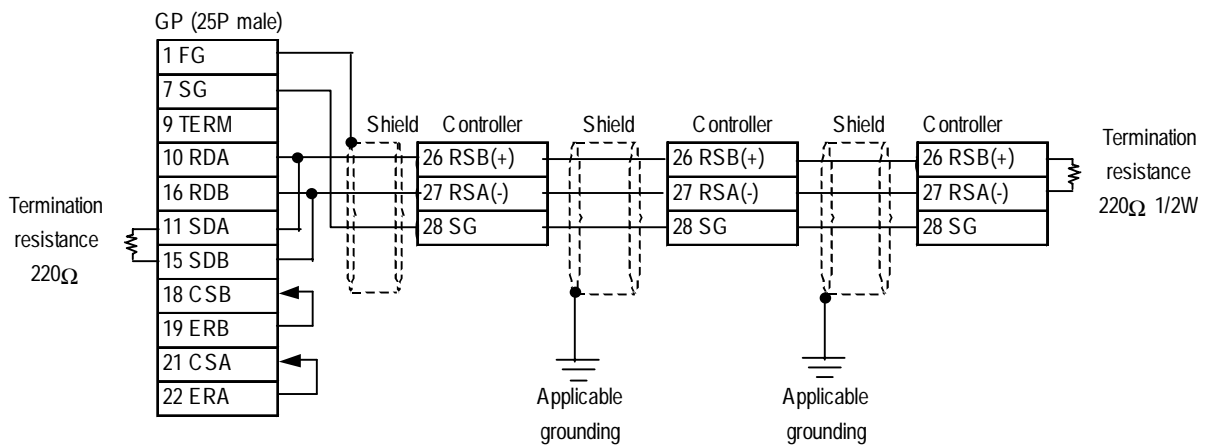 GP (25P male)
1 FG
7 SG
9 TERM
10 RDA
16 RDB
11 SDA
15 SDB
18 CSB
19 ERB
21 CSA
22 ERA
Termination
resistance
220Ω
Shield
Controller
26 RSB(+)
27 RSA(-)
28 SG
Shield
Applicable
grounding
Controller
26 RSB(+)
27 RSA(-)
28 SG
Shield
Applicable
grounding
Controller
26 RSB(+)
27 RSA(-)
28 SG
Termination
resistance
220Ω 1/2W